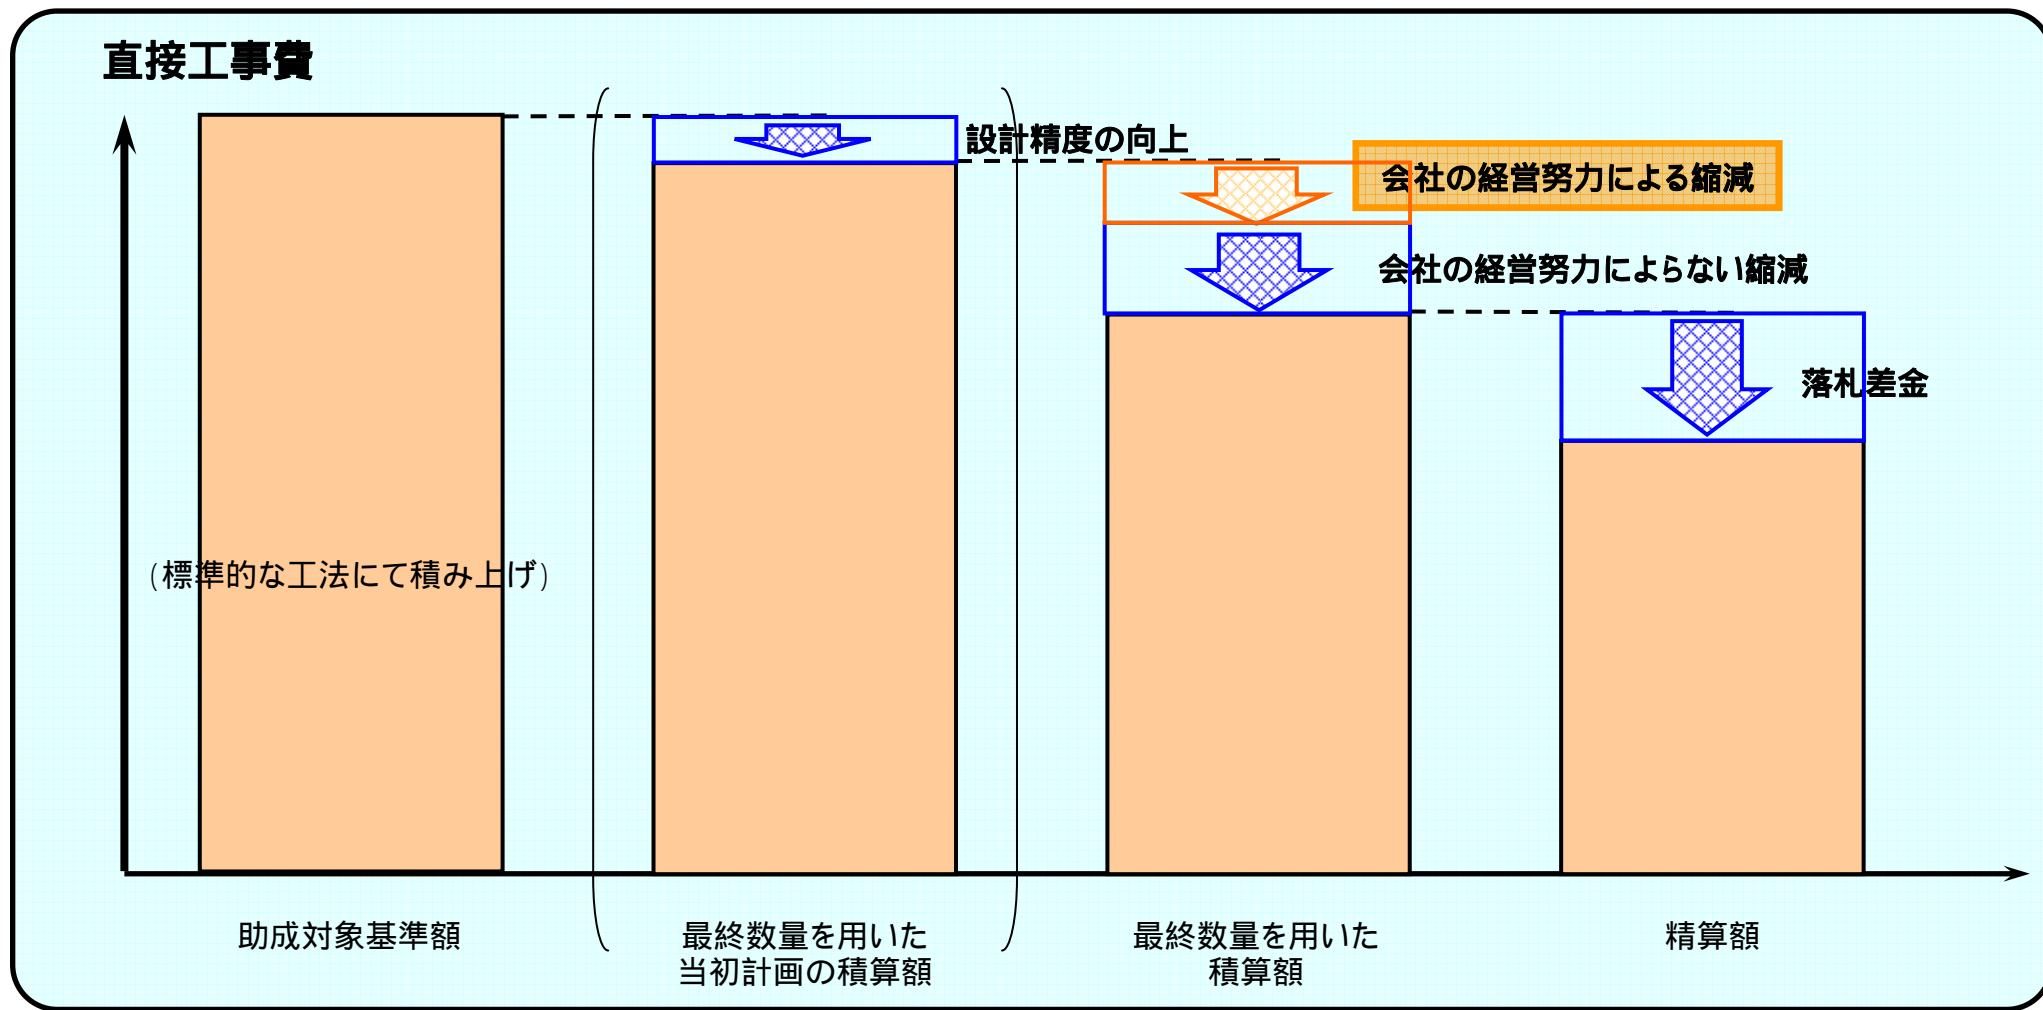 直接工事費
設計精度の向上
会社の経営努力による縮減
会社の経営努力によらない縮減
落札差金
(標準的な工法にて積み上げ)
助成対象基準額
最終数量を用いた
当初計画の積算額
最終数量を用いた
積算額
精算額